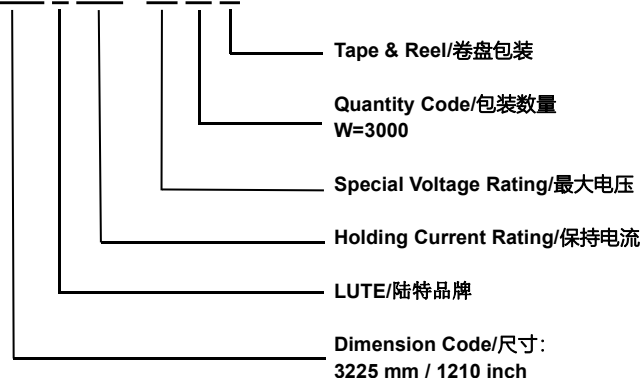 Tape & Reel/卷盘包装
Quantity Code/包装数量
W=3000
Special Voltage Rating/最大电压
Holding Current Rating/保持电流
LUTE/陆特品牌
Dimension Code/尺寸：
3225 mm / 1210 inch